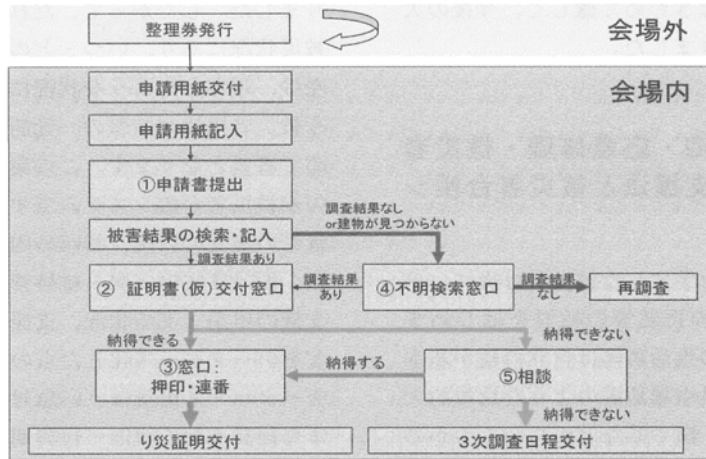 整理券発行
会場外
申請用紙交付
会場内
申請用紙記入
①申請書提出
調査結果なし
or建物が見つからない
被害結果の検索・記入
調査結果あり
② 証明書(仮)交付窓口
調査結果
あり
④不明検索窓口
調査結果
なし
再調査
納得できる
納得できない
③窓口:
押印・連番
納得する
⑤相談
納得できない
り災証明交付
3次調査日程交付